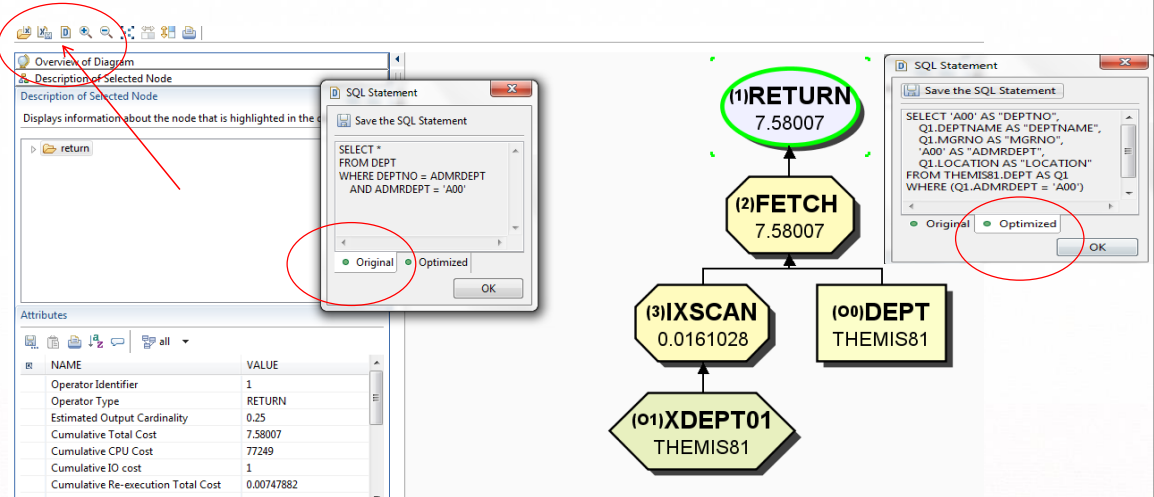 Overview of Diagram
Description of Selected Node
Description of Selected Node
Displays information about the node that is highlighted in the
return
Attributes
all
NAME VALUE
Operator Identifier 1
Operator Type RETURN
Estimated Output Cardinality 0.25
Cumulative Total Cost 7.58007
Cumulative CPU Cost 77249
Cumulative IO cost 1
Cumulative Re-execution Total Cost 0.00747882
SQL Statement
Save the SQL Statement
SELECT *
FROM DEPT
WHERE DEPTNO = ADMRDEPT
AND ADMRDEPT = 'A00'
Original Optimized
OK
(1)RETURN
7.58007
(2)FETCH
7.58007
(3)IXSCAN
0.0161028
(O0)DEPT
THEMIS81
(O1)XDEPT01
THEMIS81
SQL Statement
Save the SQL Statement
SELECT 'A00' AS "DEPTNO",
Q1.DEPTNAME AS "DEPTNAME",
Q1.MGRNO AS "MGRNO",
'A00' AS "ADMRDEPT",
Q1.LOCATION AS "LOCATION"
FROM THEMIS81.DEPT AS Q1
WHERE (Q1.ADMRDEPT = 'A00')
Original Optimized
OK